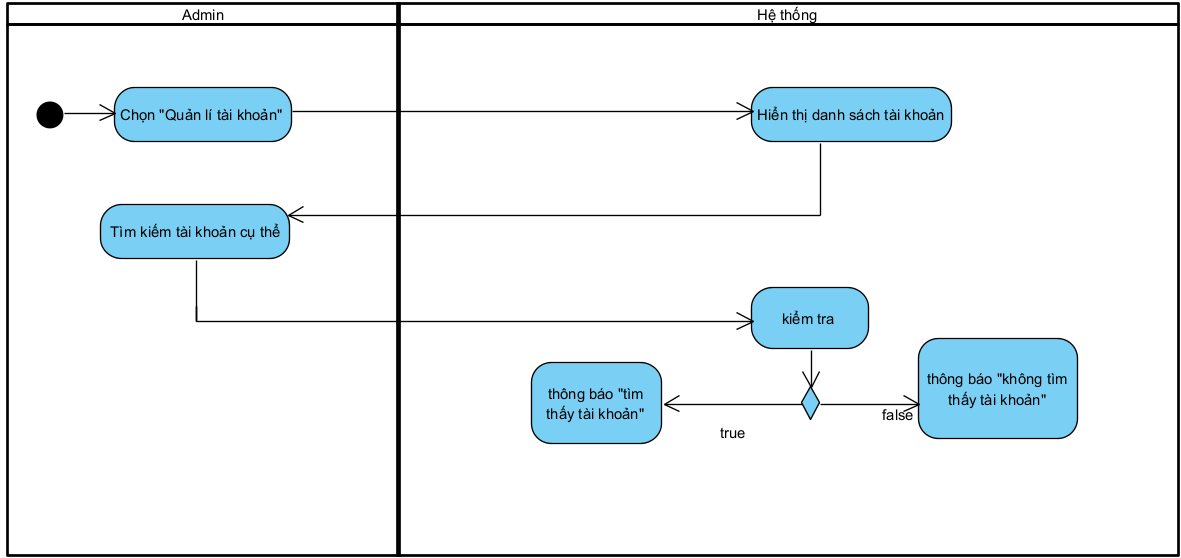 Admin
Hệ thống
Chọn "Quản lí tài khoản"
Hiển thị danh sách tài khoản
Tìm kiếm tài khoản cụ thể
kiểm tra
thông báo "tìm
thấy tài khoản"
thông báo "không tìm
thấy tài khoản"
true
false